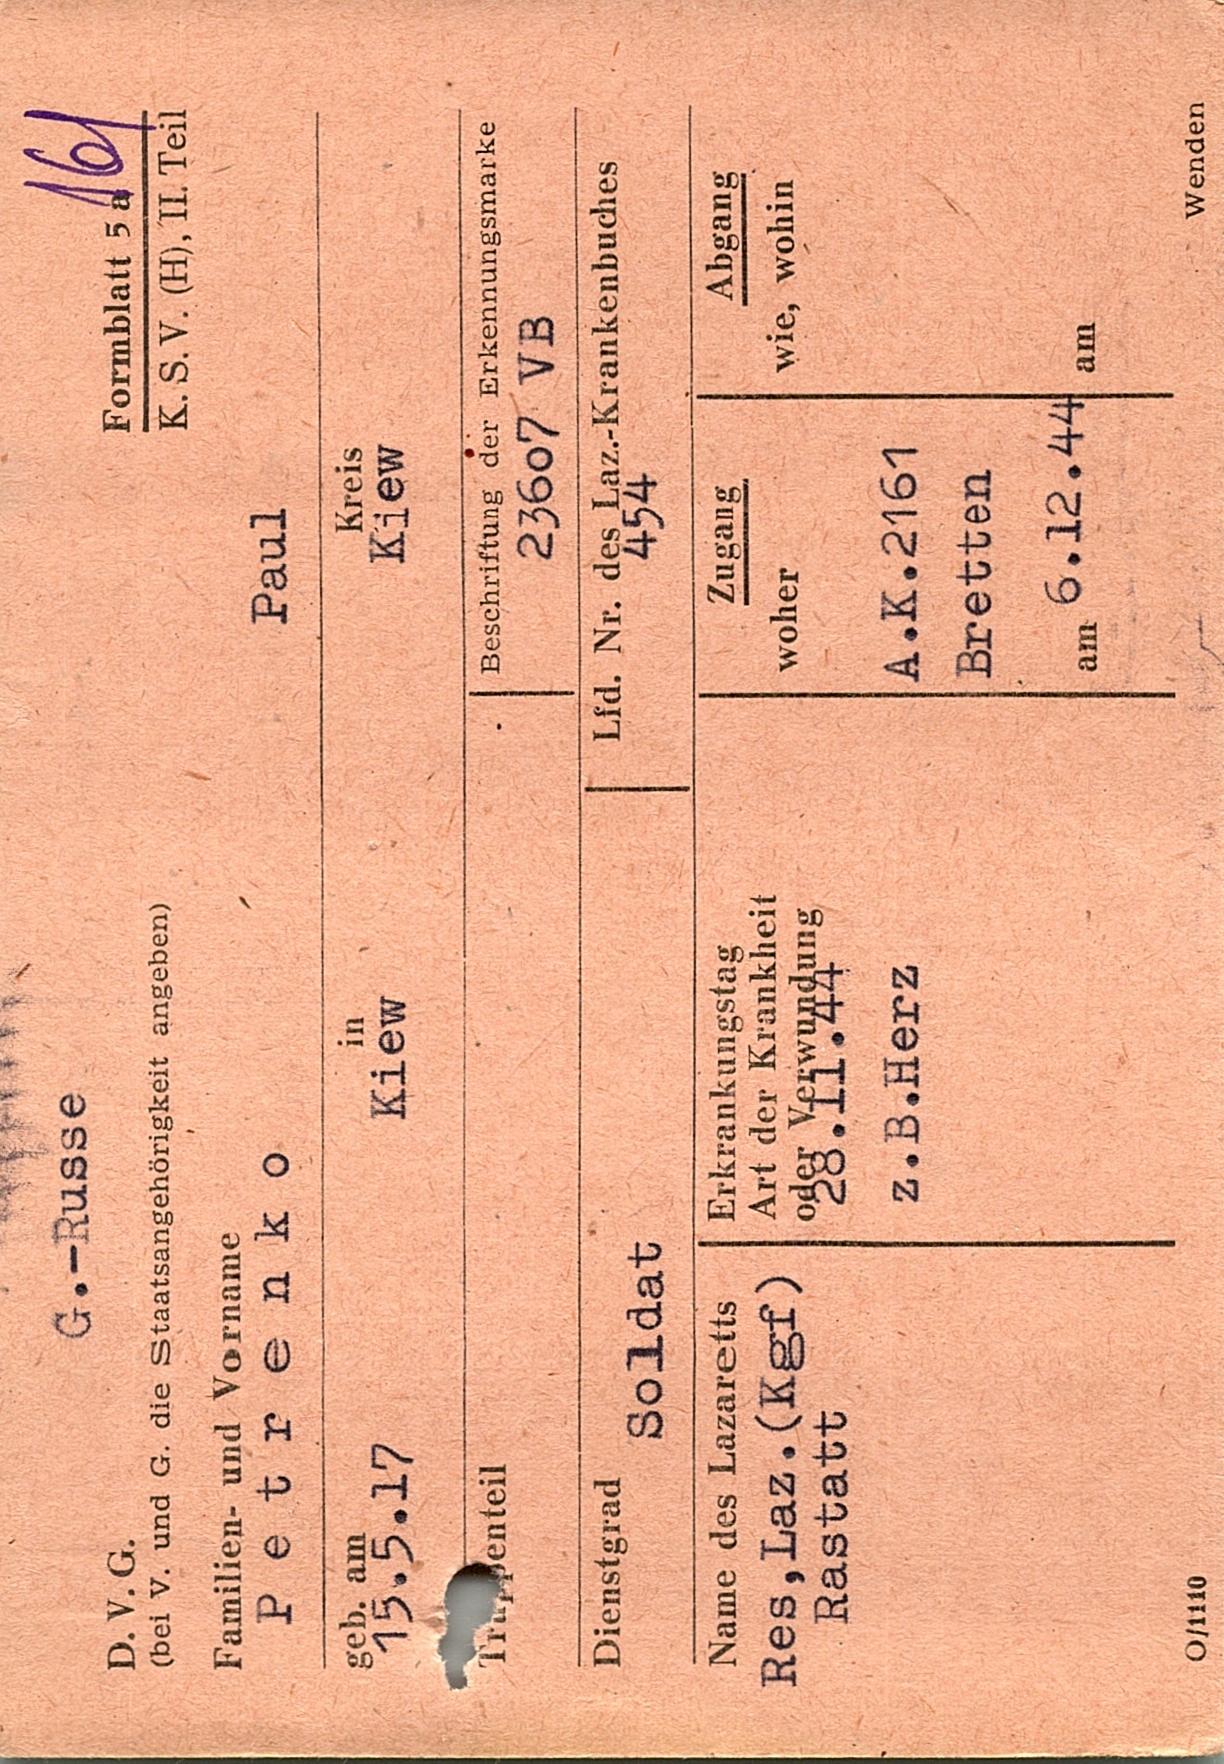 G.-Russe
161
D. V. G.
Formblatt 5 a
(bei V. und G. die Staatsangehörigkeit angeben)
K. S. V. (H), II. Teil
Familien- und Vorname
Petrenko Paul
geb. am in Kreis
15.5.17 Kiew Kiew
Truppenteil
Beschriftung der Erkennungsmarke
23607 VB
Dienstgrad
Soldat
Lfd. Nr. des Laz.-Krankenbuches
454
Name des Lazaretts
Res,Laz.(Kgf)
Rastatt
Erkrankungstag
Art der Krankheit
oder Verwundung
28.11.44
z.B.Herz
Zugang
woher
A.K.2161
Bretten
am 6.12.44
Abgang
wie, wohin
am
O/1110
Wenden